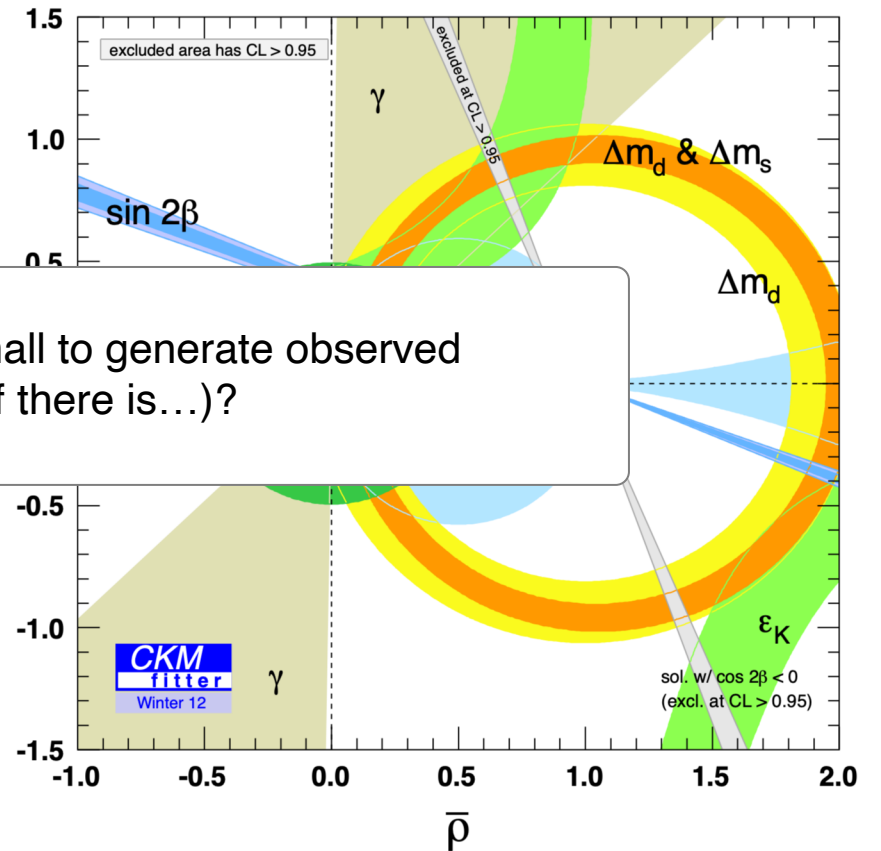 1.5
excluded area has CL > 0.95
excluded at CL > 0.95
γ
1.0
Δm_d & Δm_s
sin 2β
0.5
Δm_d
to generate observed
there is…)?
-0.5
ε_K
-1.0
CKM
fitter
Winter 12
γ
sol. w/ cos 2β < 0
(excl. at CL > 0.95)
-1.5
-1.0 -0.5 0.0 0.5 1.0 1.5 2.0
ρ̅